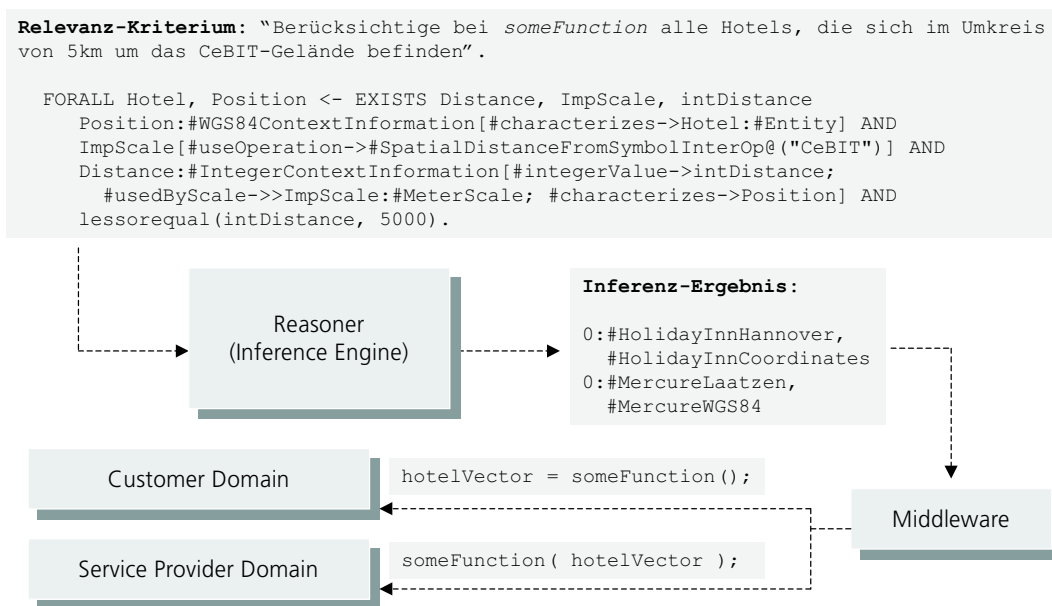 Relevanz-Kriterium: “Berücksichtige bei someFunction alle Hotels, die sich im Umkreis
von 5km um das CeBIT-Gelände befinden”.
FORALL Hotel, Position <- EXISTS Distance, ImpScale, intDistance
Position:#WGS84ContextInformation[#characterizes->Hotel:#Entity] AND
ImpScale[#useOperation->#SpatialDistanceFromSymbolInterOp@("CeBIT")] AND
Distance:#IntegerContextInformation[#integerValue->intDistance;
#usedByScale->>ImpScale:#MeterScale; #characterizes->Position] AND
lessorequal(intDistance, 5000).
Reasoner
(Inference Engine)
Inferenz-Ergebnis:
0:#HolidayInnHannover,
#HolidayInnCoordinates
0:#MercureLaatzen,
#MercureWGS84
Customer Domain
hotelVector = someFunction();
Middleware
Service Provider Domain
someFunction( hotelVector );